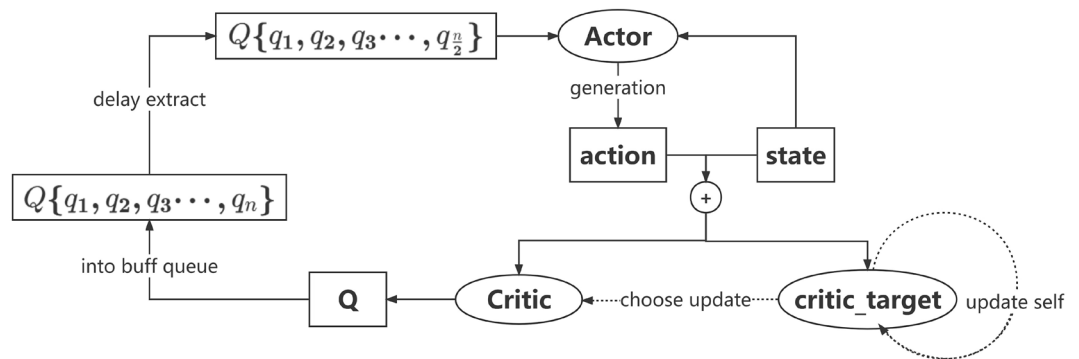 Q{q₁, q₂, q₃···, q_{n/2}}
Actor
delay extract
generation
action
state
Q{q₁, q₂, q₃···, qₙ}
+
into buff queue
Q
Critic
choose update
critic_target
update self